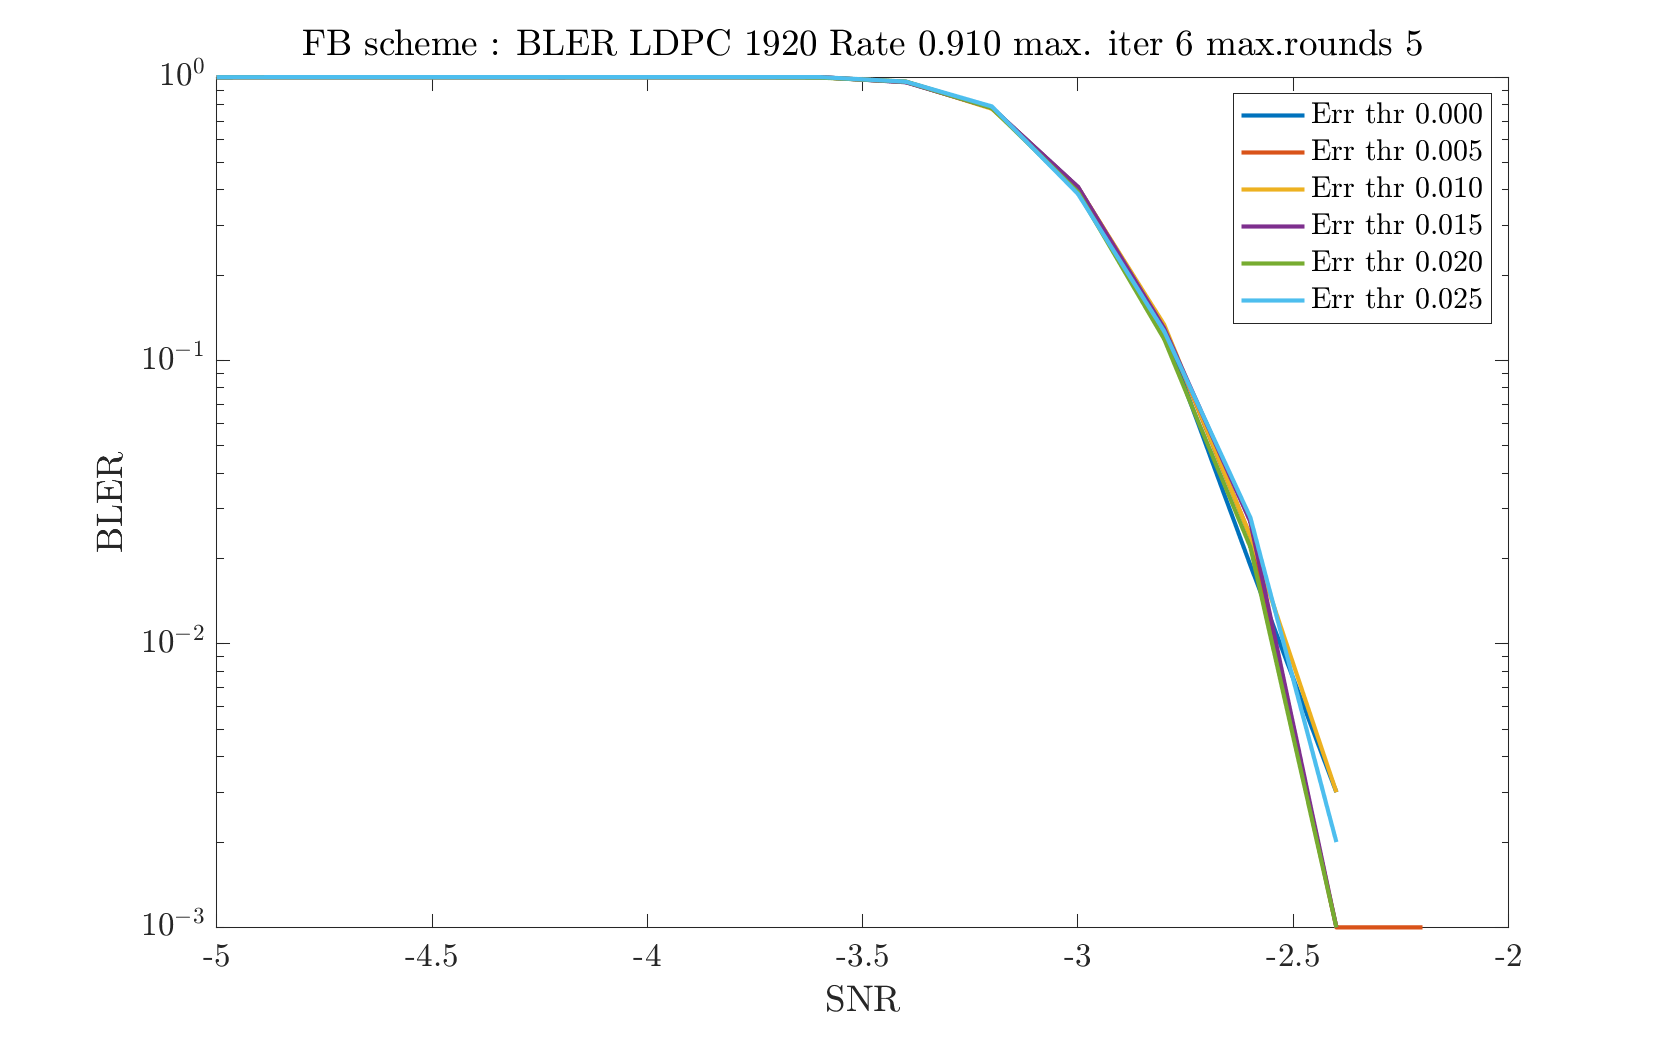 FB scheme : BLER LDPC 1920 Rate 0.910 max. iter 6 max.rounds 5
10^0
10^-1
10^-2
10^-3
BLER
Err thr 0.000
Err thr 0.005
Err thr 0.010
Err thr 0.015
Err thr 0.020
Err thr 0.025
-5 -4.5 -4 -3.5 -3 -2.5 -2
SNR